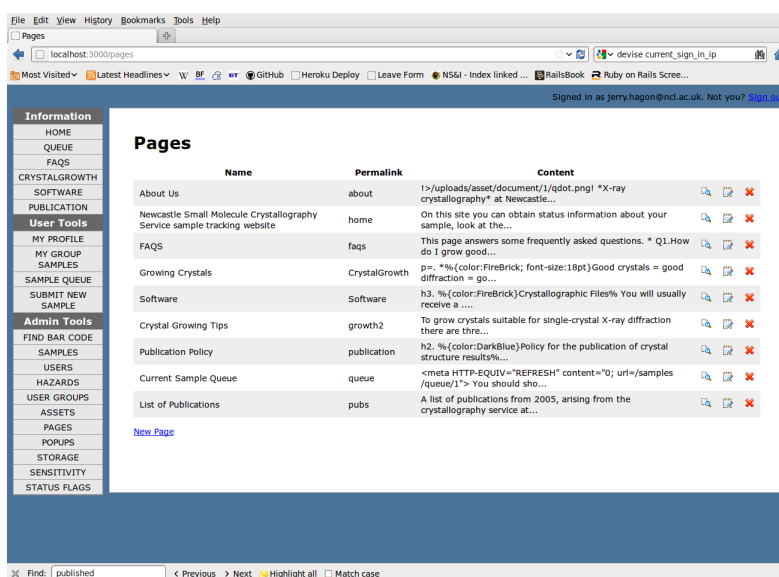 File Edit View History Bookmarks Tools Help
Pages
localhost:3000/pages
devise current_sign_in_ip
Most Visited Latest Headlines W BF GitHub Heroku Deploy Leave Form NS&I - Index linked ... RailsBook Ruby on Rails Scree...
Signed in as jerry.hagon@ncl.ac.uk. Not you? Sign ou
Information
HOME
QUEUE
FAQS
CRYSTALGROWTH
SOFTWARE
PUBLICATION
User Tools
MY PROFILE
MY GROUP
SAMPLES
SAMPLE QUEUE
SUBMIT NEW
SAMPLE
Admin Tools
FIND BAR CODE
SAMPLES
USERS
HAZARDS
USER GROUPS
ASSETS
PAGES
POPUPS
STORAGE
SENSITIVITY
STATUS FLAGS
Pages
Name Permalink Content
About Us about !>/uploads/asset/document/1/qdot.png! *X-ray
crystallography* at Newcastle...
Newcastle Small Molecule Crystallography
Service sample tracking website home On this site you can obtain status information about your
sample, look at the...
FAQS faqs This page answers some frequently asked questions. * Q1.How
do I grow good...
Growing Crystals CrystalGrowth p=. *%{color:FireBrick; font-size:18pt}Good crystals = good
diffraction = go...
Software Software h3. %{color:FireBrick}Crystallographic Files% You will usually
receive a ....
Crystal Growing Tips growth2 To grow crystals suitable for single-crystal X-ray diffraction
there are thre...
Publication Policy publication h2. %{color:DarkBlue}Policy for the publication of crystal
structure results%...
Current Sample Queue queue <meta HTTP-EQUIV="REFRESH" content="0; url=/samples
/queue/1"> You should sho...
List of Publications pubs A list of publications from 2005, arising from the
crystallography service at...
New Page
Find: published Previous Next Highlight all Match case